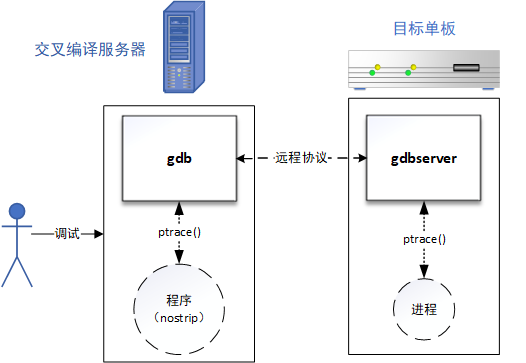 交叉编译服务器
目标单板
gdb
远程协议
gdbserver
调试
ptrace()
ptrace()
程序
（nostrip）
进程